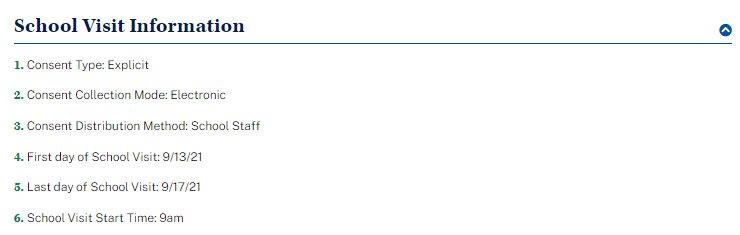 School Visit Information
1. Consent Type: Explicit
2. Consent Collection Mode: Electronic
3. Consent Distribution Method: School Staff
4. First day of School Visit: 9/13/21
5. Last day of School Visit: 9/17/21
6. School Visit Start Time: 9am